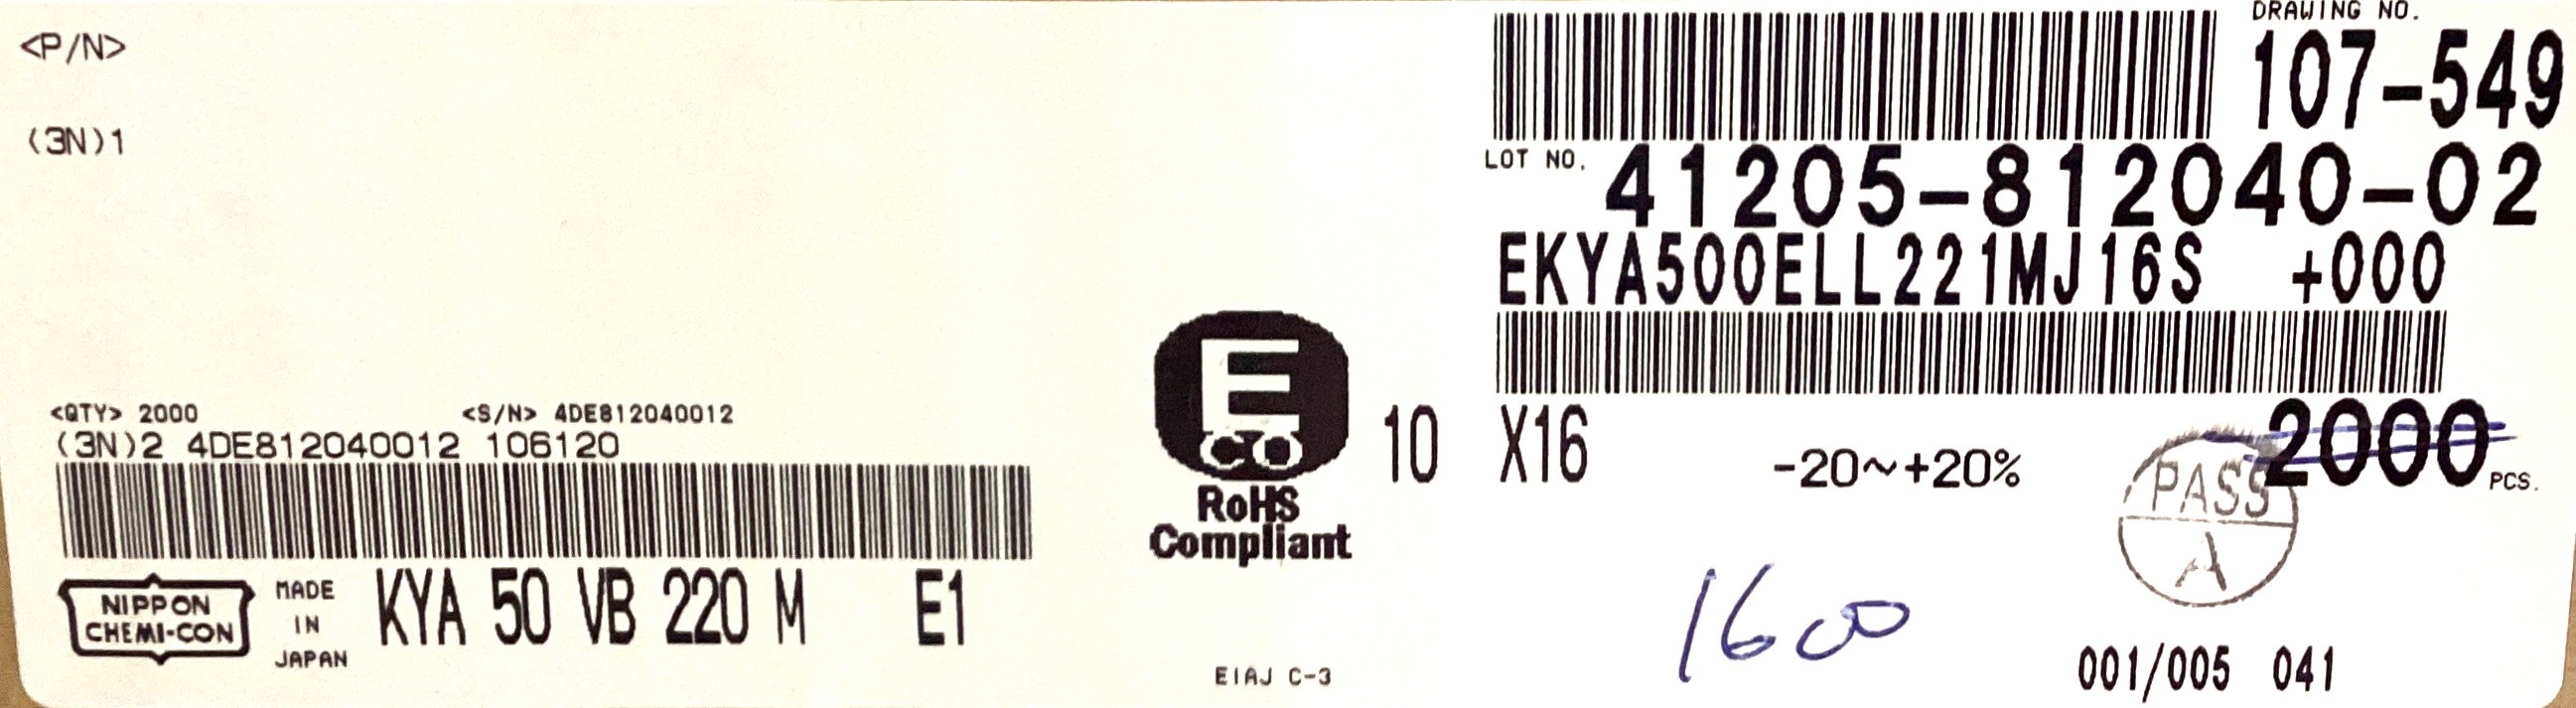 <P/N>
(3N)1
<QTY> 2000 <S/N> 4DE812040012
(3N)2 4DE812040012 106120
NIPPON
CHEMI-CON
MADE
IN
JAPAN
KYA 50 VB 220 M E1
E
CO
RoHS
Compliant
EIAJ C-3
DRAWING NO.
107-549
LOT NO. 41205-812040-02
EKYA500ELL221MJ16S +000
10 X16 -20~+20% 2000 PCS.
PASS
A
1600
001/005 041